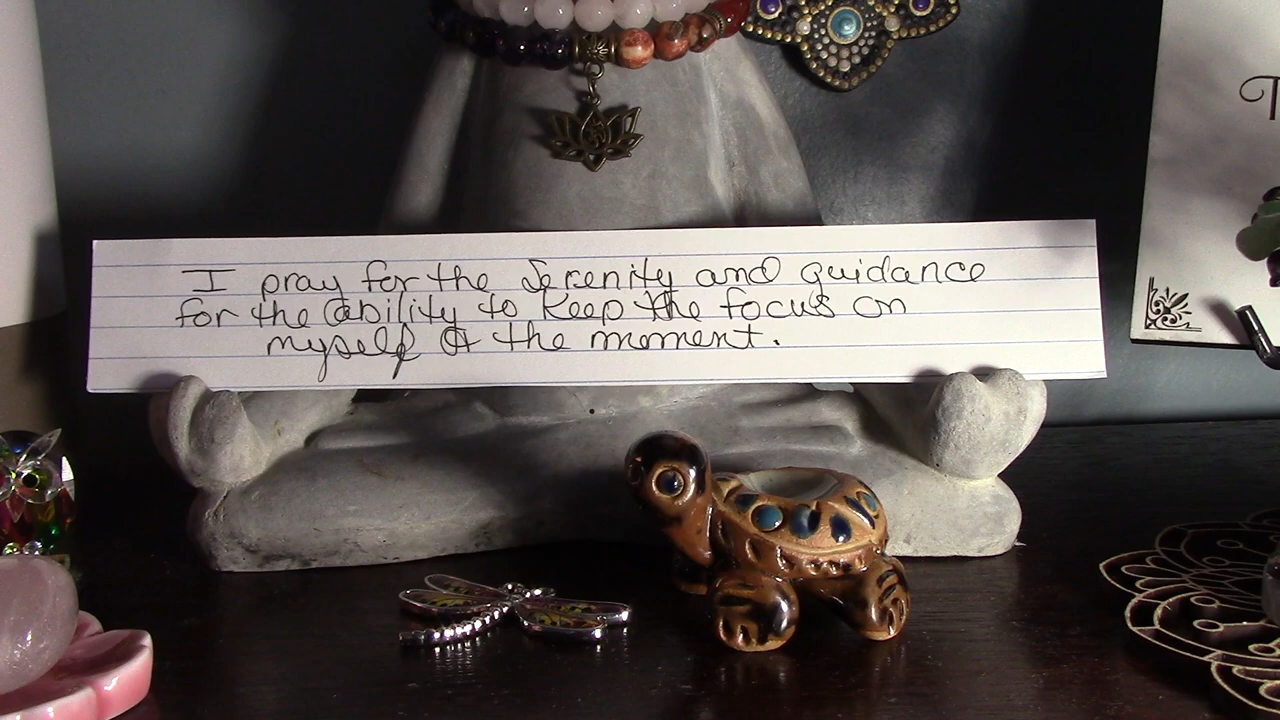 I pray for the Serenity and guidance
for the ability to keep the focus on
myself & the moment.
T